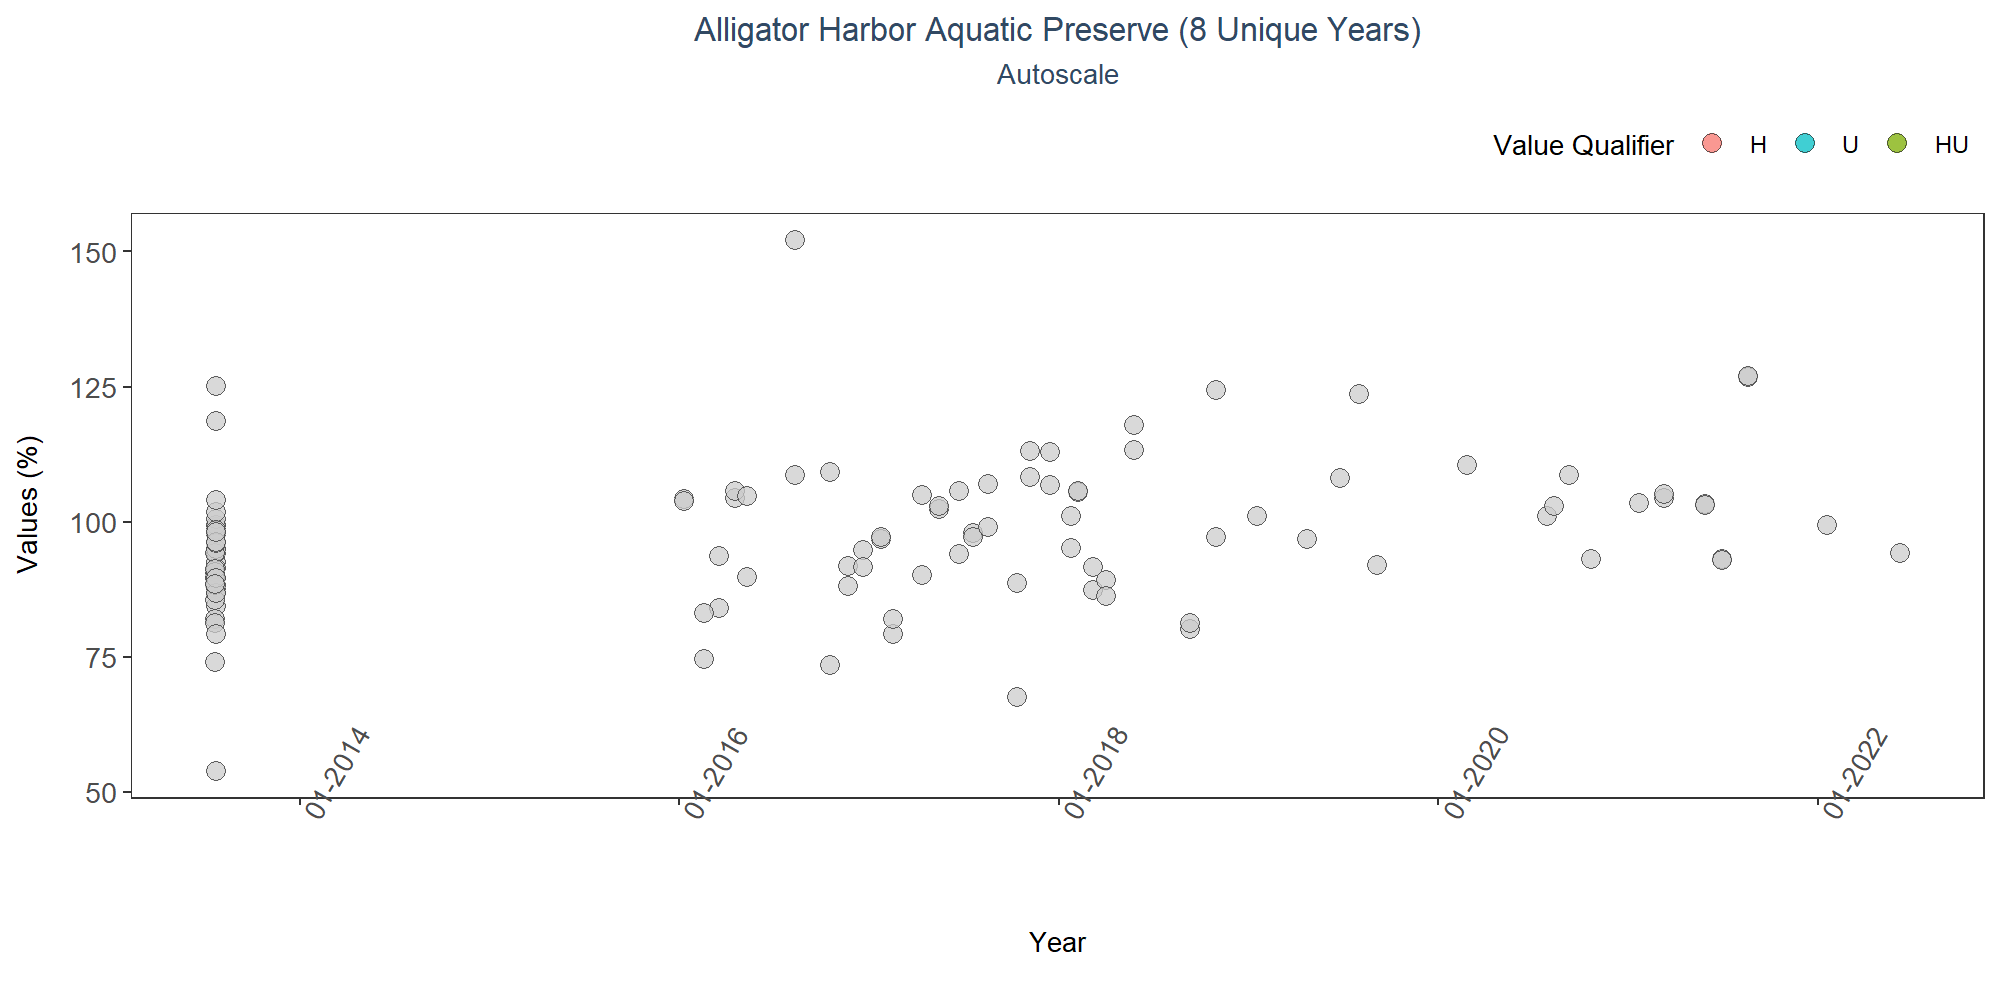 Alligator Harbor Aquatic Preserve (8 Unique Years)
Autoscale
Value Qualifier H U HU
Values (%)
150
125
100
75
50
01-2014 01-2016 01-2018 01-2020 01-2022
Year